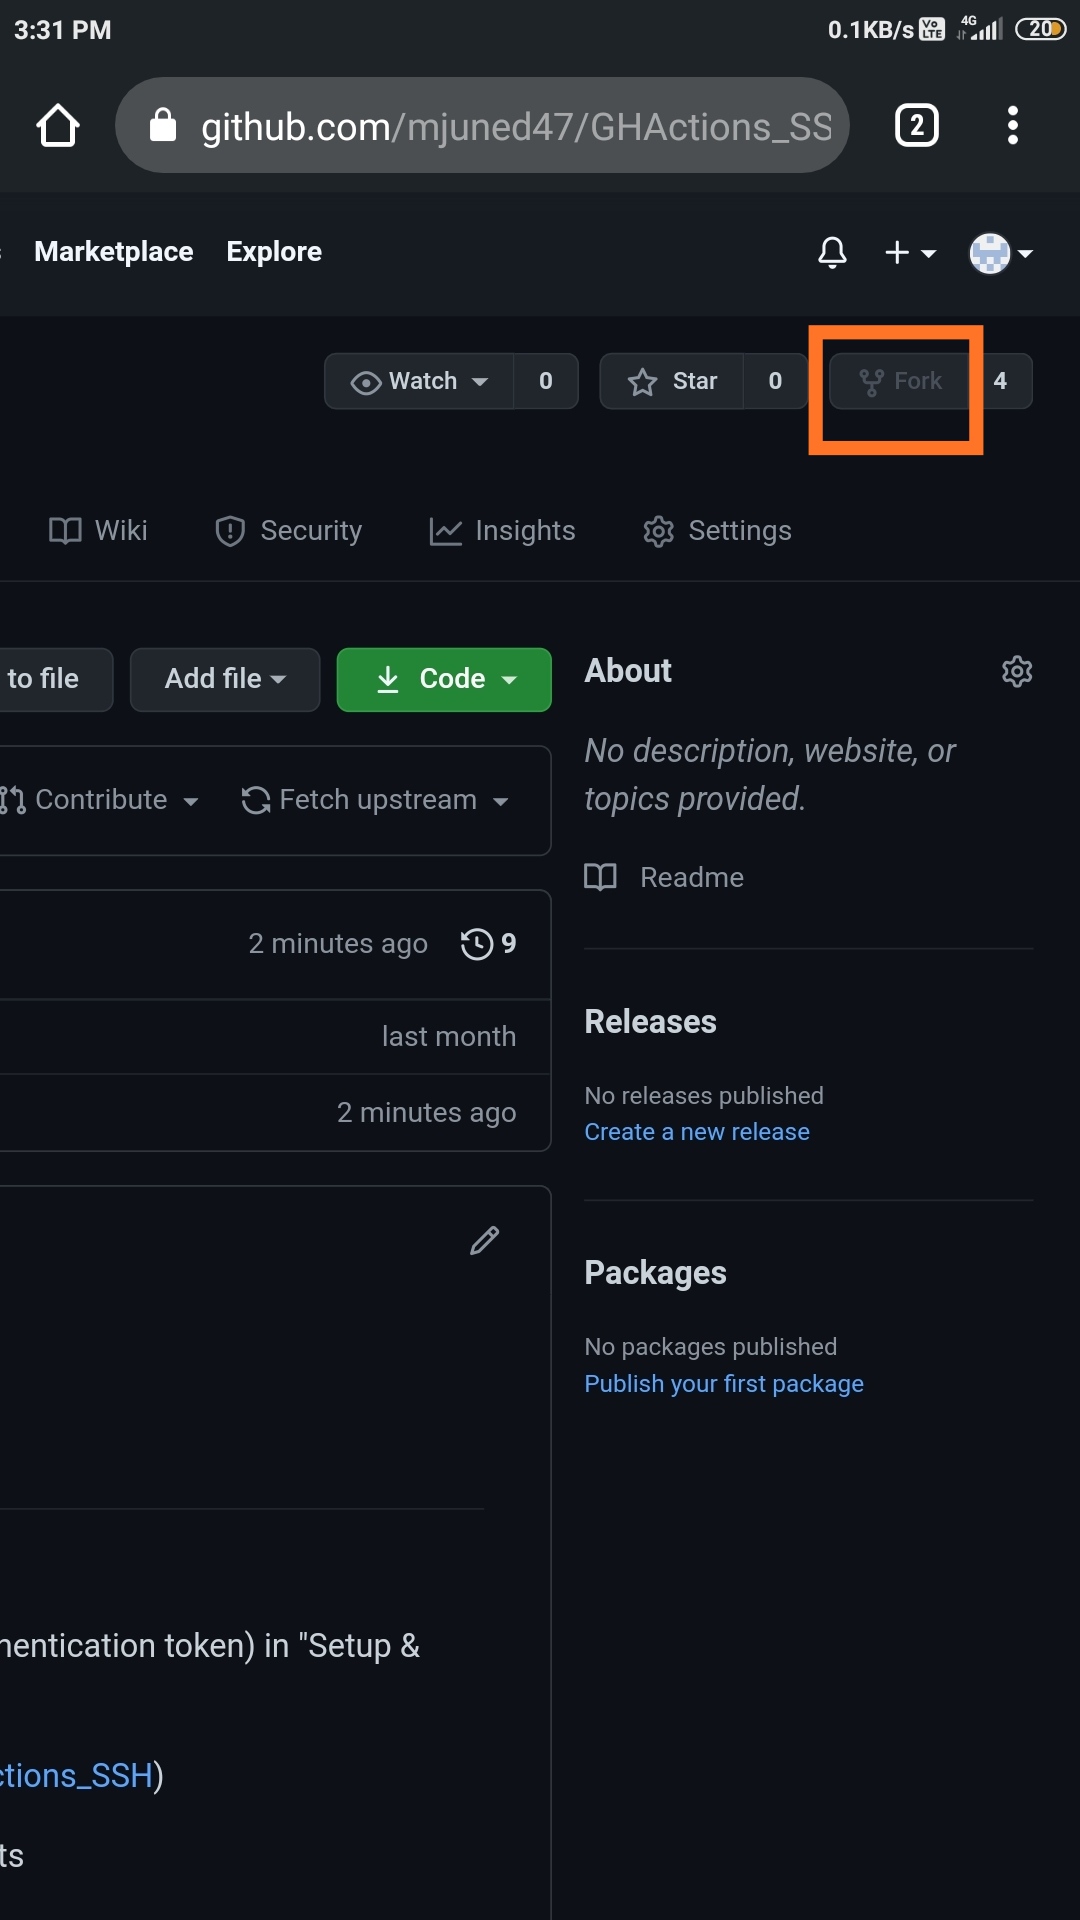 3:31 PM 0.1KB/s Vo LTE 4G 20
github.com/mjuned47/GHActions_SS
2
Marketplace Explore
Watch 0 Star 0 Fork 4
Wiki Security Insights Settings
to file Add file Code
About
No description, website, or
topics provided.
Contribute Fetch upstream
Readme
2 minutes ago 9
last month
2 minutes ago
Releases
No releases published
Create a new release
Packages
No packages published
Publish your first package
hentication token) in "Setup &
ctions_SSH)
ts